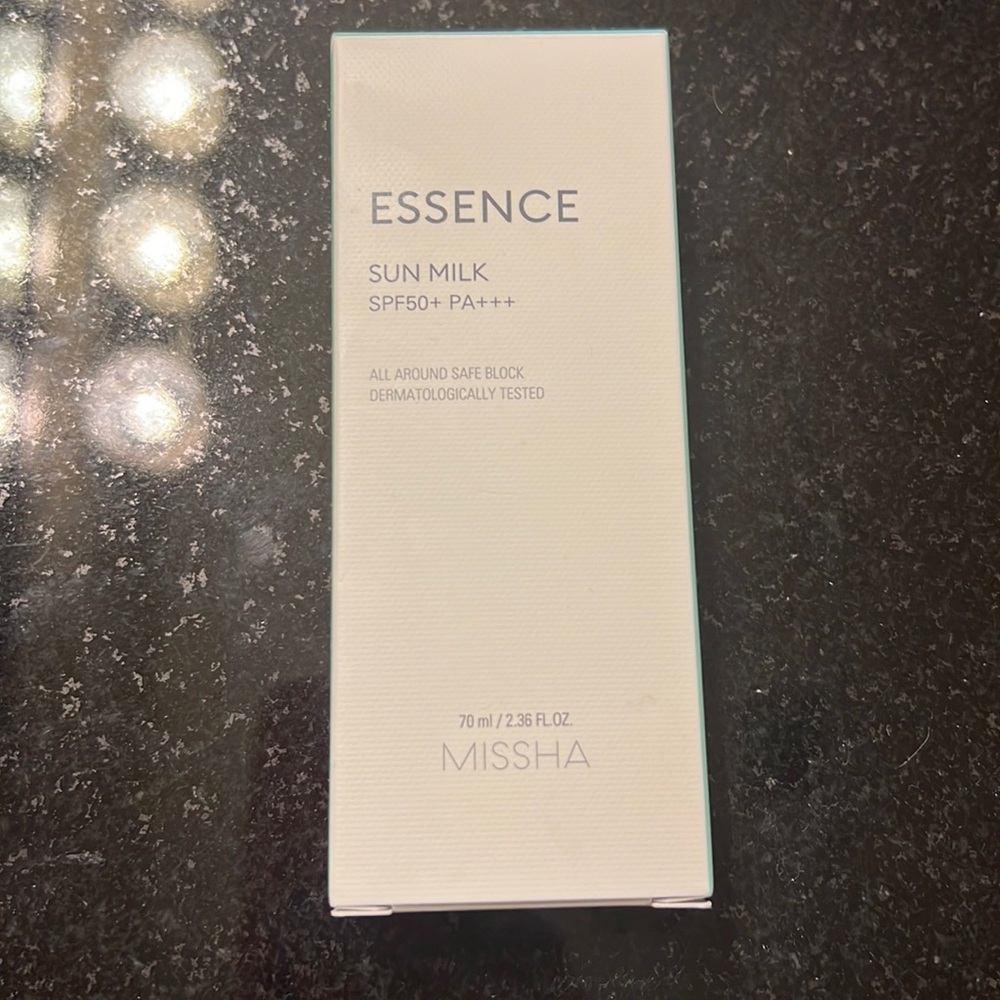 ESSENCE
SUN MILK
SPF50+ PA+++
ALL AROUND SAFE BLOCK
DERMATOLOGICALLY TESTED
70 ml / 2.36 FL.OZ.
MISSHA